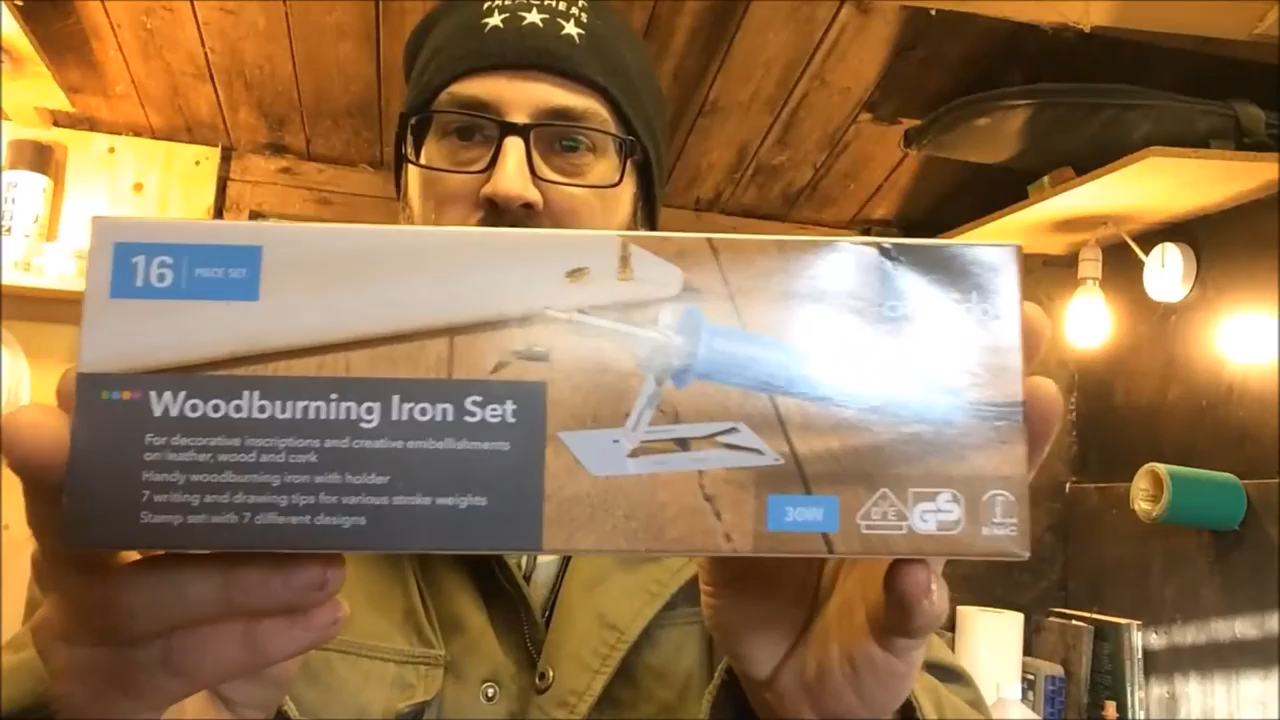 PREACHERS
16 PIECE SET
Woodburning Iron Set
For decorative inscriptions and creative embellishments
on leather, wood and cork
Handy woodburning iron with holder
7 writing and drawing tips for various stroke weights
Stamp set with 7 different designs
30W
D E
GS